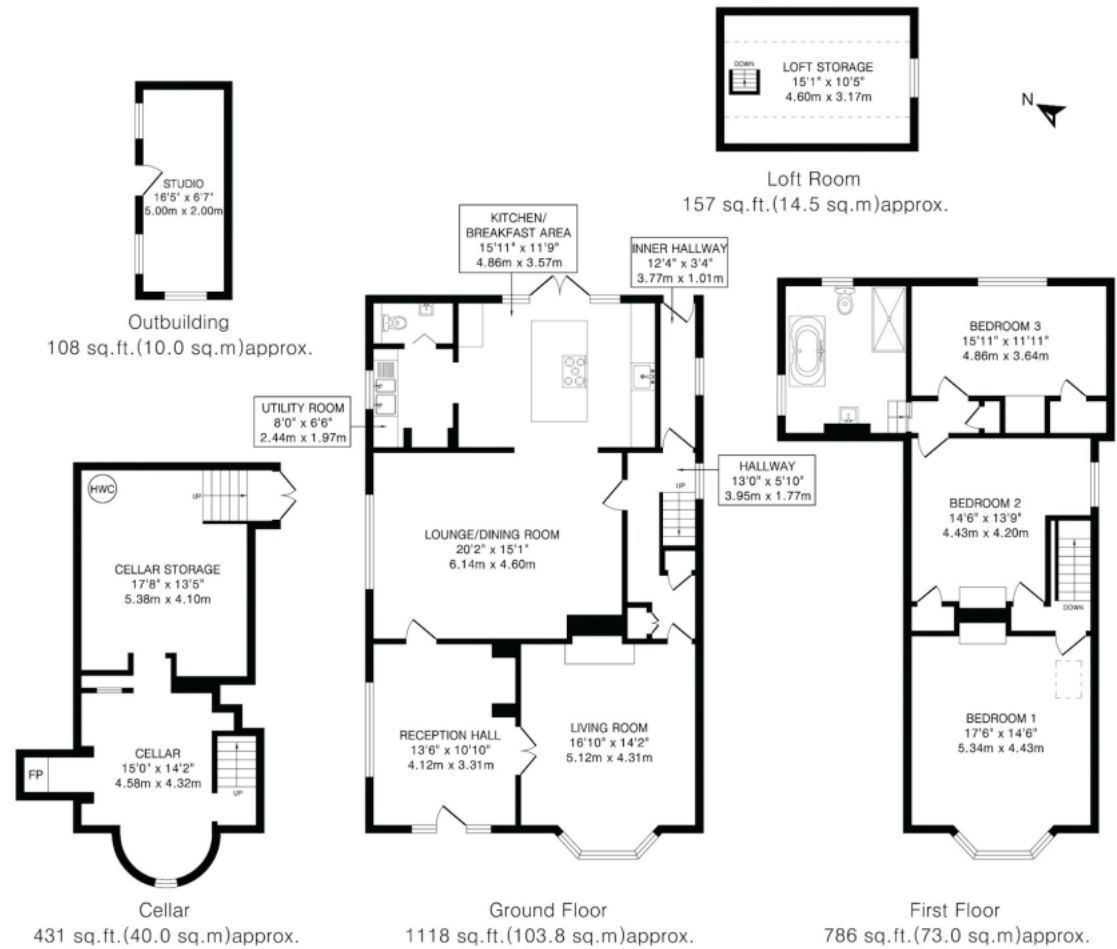 LOFT STORAGE
15'1" x 10'5"
4.60m x 3.17m
DOWN
Loft Room
157 sq.ft.(14.5 sq.m)approx.
N
STUDIO
16'5" x 6'7"
5.00m x 2.00m
Outbuilding
108 sq.ft.(10.0 sq.m)approx.
HWC
UP
CELLAR STORAGE
17'8" x 13'5"
5.38m x 4.10m
CELLAR
15'0" x 14'2"
4.58m x 4.32m
FP
UP
Cellar
431 sq.ft.(40.0 sq.m)approx.
KITCHEN/
BREAKFAST AREA
15'11" x 11'9"
4.86m x 3.57m
INNER HALLWAY
12'4" x 3'4"
3.77m x 1.01m
UTILITY ROOM
8'0" x 6'6"
2.44m x 1.97m
HALLWAY
13'0" x 5'10"
3.95m x 1.77m
UP
LOUNGE/DINING ROOM
20'2" x 15'1"
6.14m x 4.60m
RECEPTION HALL
13'6" x 10'10"
4.12m x 3.31m
LIVING ROOM
16'10" x 14'2"
5.12m x 4.31m
Ground Floor
1118 sq.ft.(103.8 sq.m)approx.
BEDROOM 3
15'11" x 11'11"
4.86m x 3.64m
BEDROOM 2
14'6" x 13'9"
4.43m x 4.20m
DOWN
BEDROOM 1
17'6" x 14'6"
5.34m x 4.43m
First Floor
786 sq.ft.(73.0 sq.m)approx.